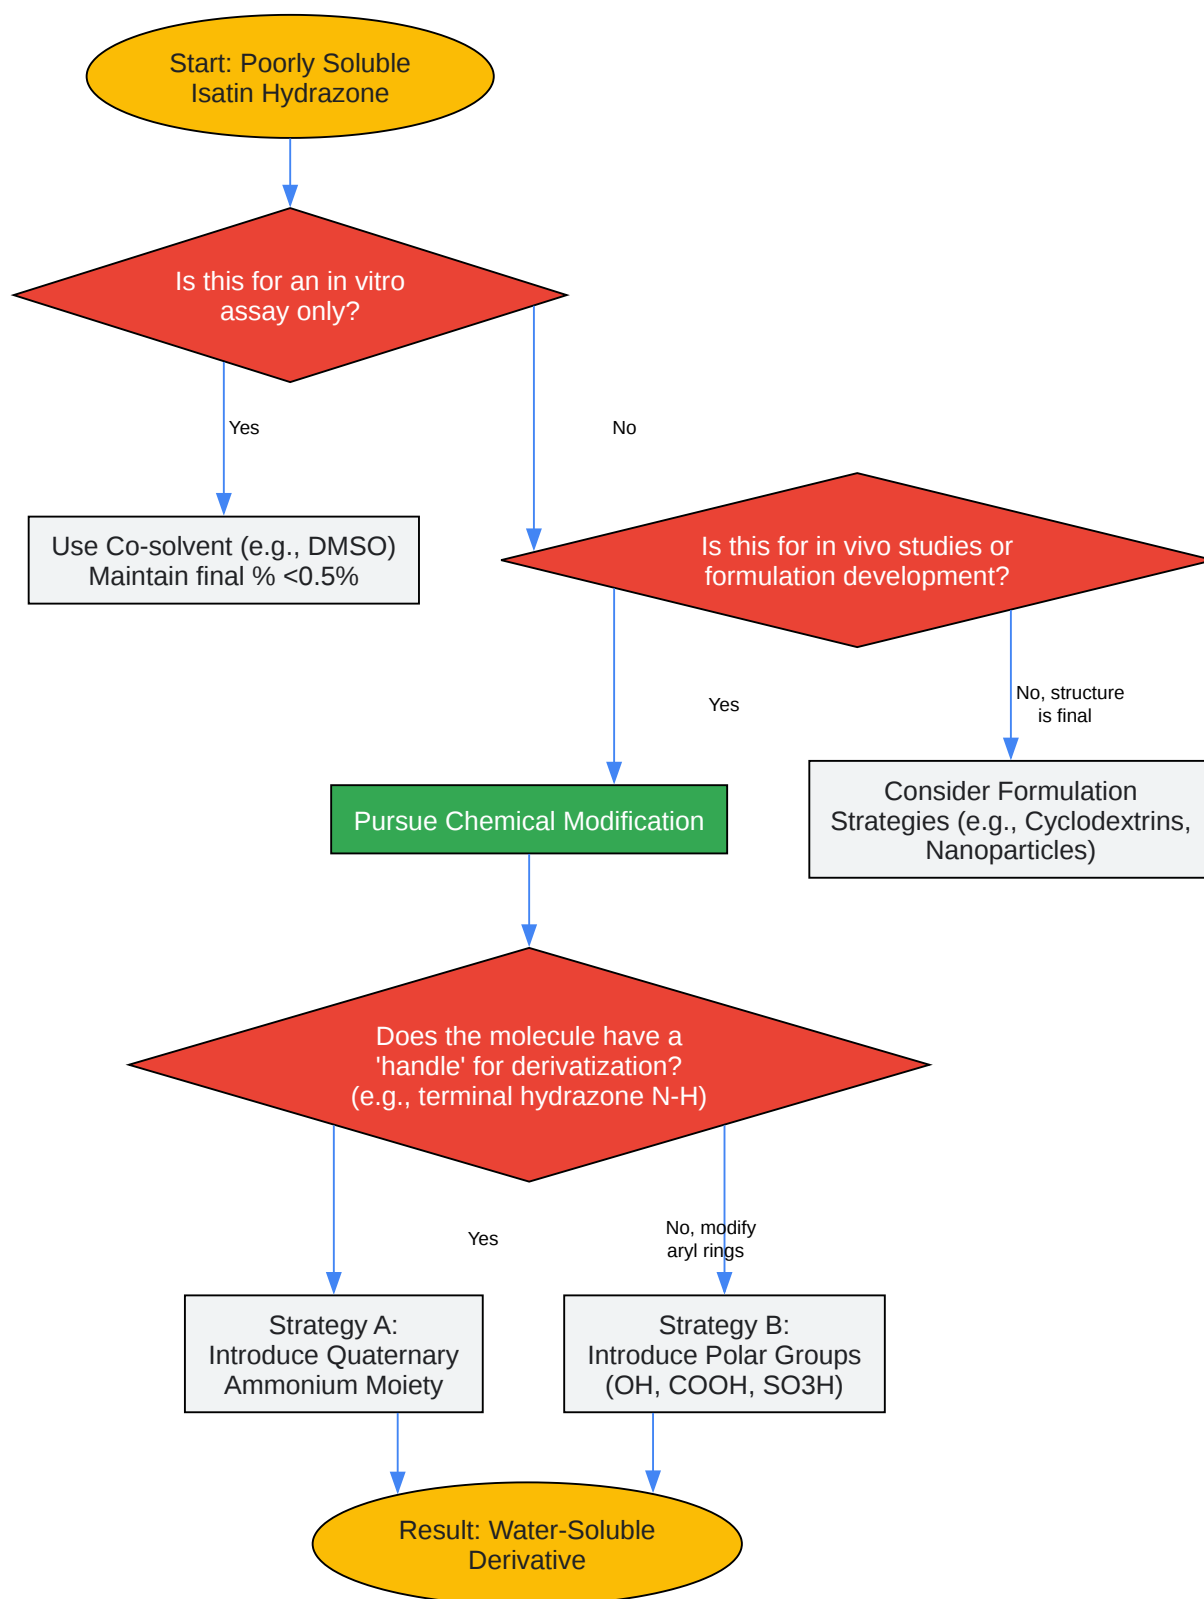 Start: Poorly Soluble
Isatin Hydrazone
Is this for an in vitro
assay only?
Yes
No
Use Co-solvent (e.g., DMSO)
Maintain final % <0.5%
Is this for in vivo studies or
formulation development?
Yes
No, structure
is final
Pursue Chemical Modification
Consider Formulation
Strategies (e.g., Cyclodextrins,
Nanoparticles)
Does the molecule have a
'handle' for derivatization?
(e.g., terminal hydrazone N-H)
Yes
No, modify
aryl rings
Strategy A:
Introduce Quaternary
Ammonium Moiety
Strategy B:
Introduce Polar Groups
(OH, COOH, SO3H)
Result: Water-Soluble
Derivative